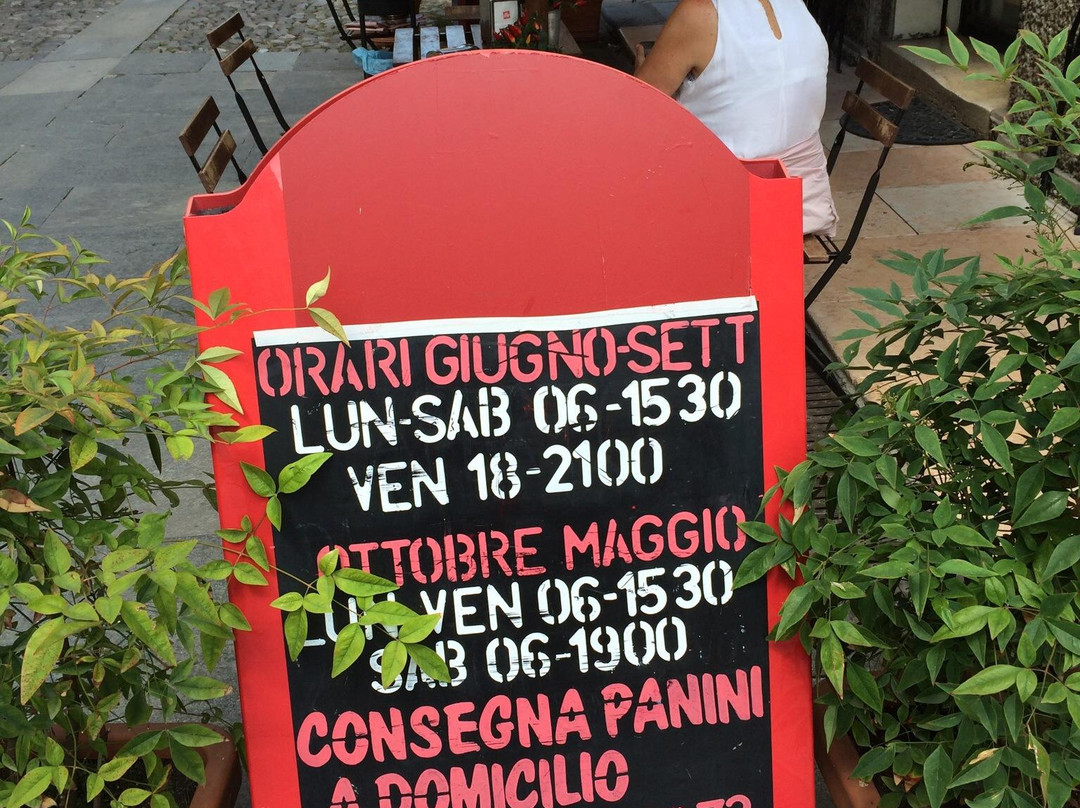 ORARI GIUGNO-SETT
LUN-SAB 06-1530
VEN 18-2100
OTTOBRE MAGGIO
LUN VEN 06-1530
SAB 06-1900
CONSEGNA PANINI
A DOMICILIO